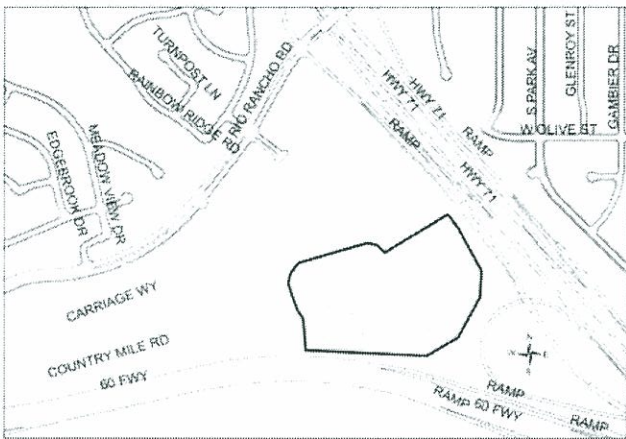 TURNPOST LN
RAINBOW RIDGE RD
RIO RANCHO RD
HWY 71
HWY 71
RAMP
RAMP
HWY 71
S PARK AV
GLENROY ST
GAMBIER DR
W OLIVE ST
MEADOW VIEW DR
EDGEBROOK DR
CARRIAGE WY
COUNTRY MILE RD
60 FWY
N
W E
S
RAMP
RAMP 60 FWY
RAMP